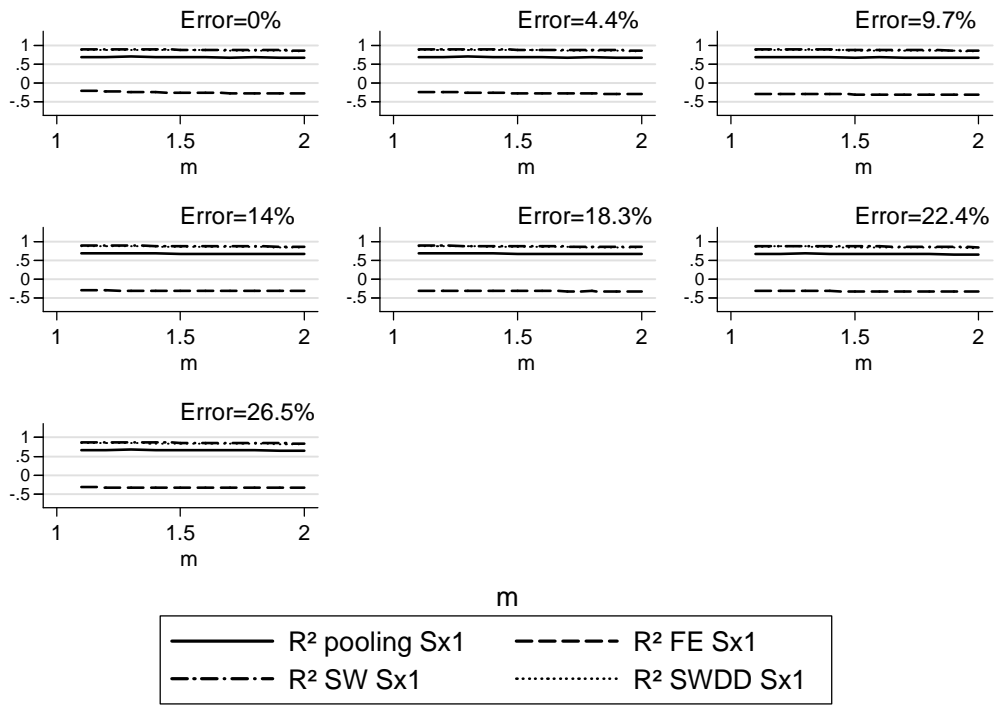 Error=0%
Error=4.4%
Error=9.7%
1
.5
0
-.5
1
1.5
2
m
1
.5
0
-.5
1
1.5
2
m
1
.5
0
-.5
1
1.5
2
m
Error=14%
Error=18.3%
Error=22.4%
1
.5
0
-.5
1
1.5
2
m
1
.5
0
-.5
1
1.5
2
m
1
.5
0
-.5
1
1.5
2
m
Error=26.5%
1
.5
0
-.5
1
1.5
2
m
m
R² pooling Sx1
R² FE Sx1
R² SW Sx1
R² SWDD Sx1